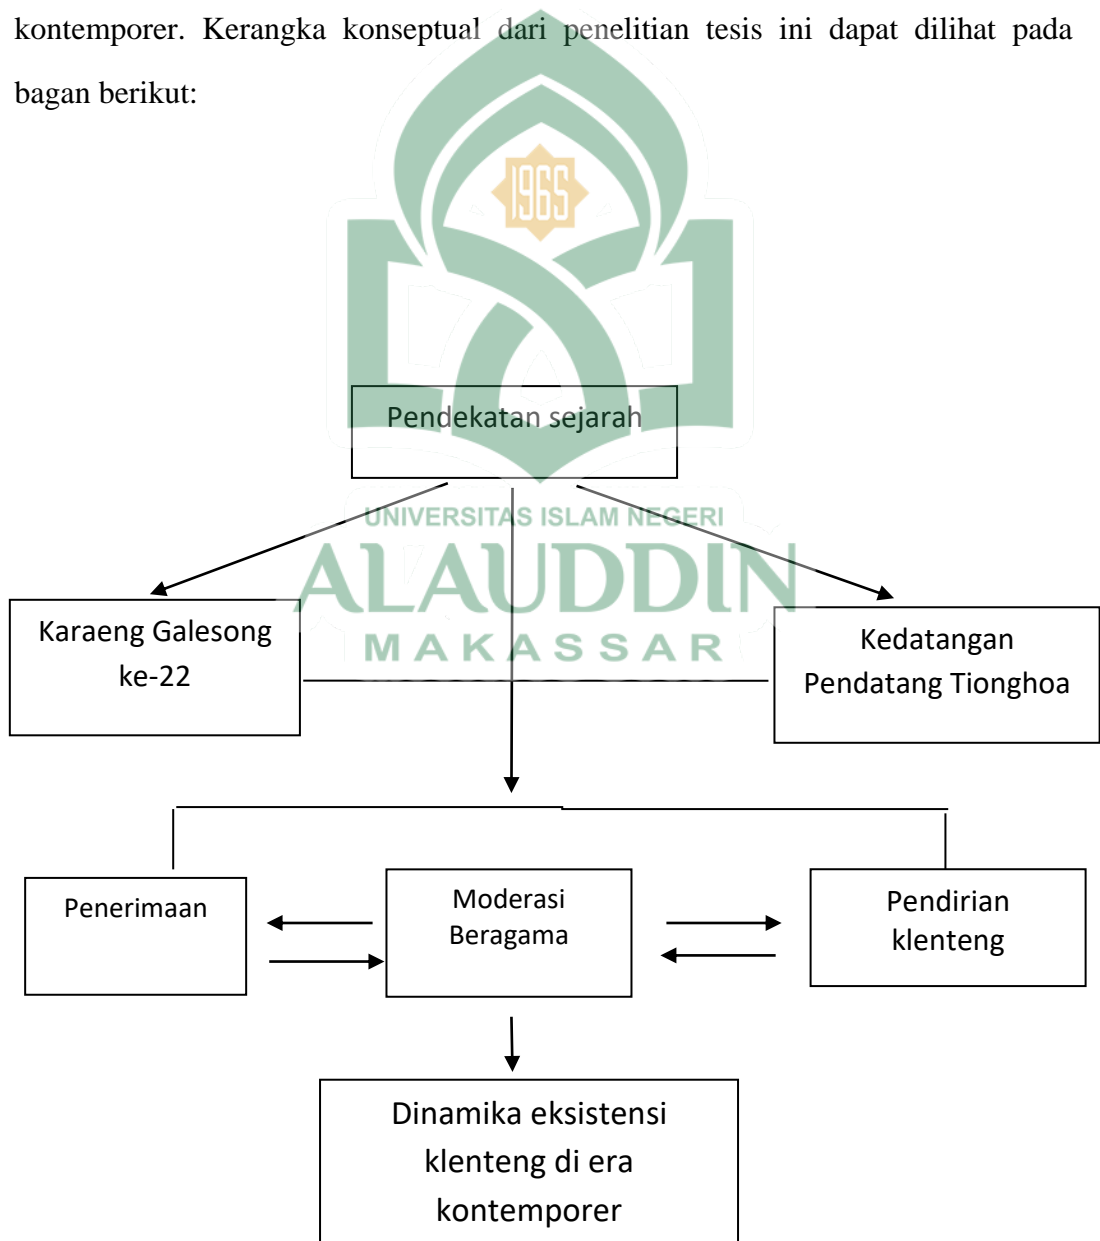 kontemporer. Kerangka konseptual dari penelitian tesis ini dapat dilihat pada
bagan berikut:
1965
Pendekatan sejarah
UNIVERSITAS ISLAM NEGERI
ALAUDDIN
MAKASSAR
Karaeng Galesong
ke-22
Kedatangan
Pendatang Tionghoa
Penerimaan
Moderasi
Beragama
Pendirian
klenteng
Dinamika eksistensi
klenteng di era
kontemporer